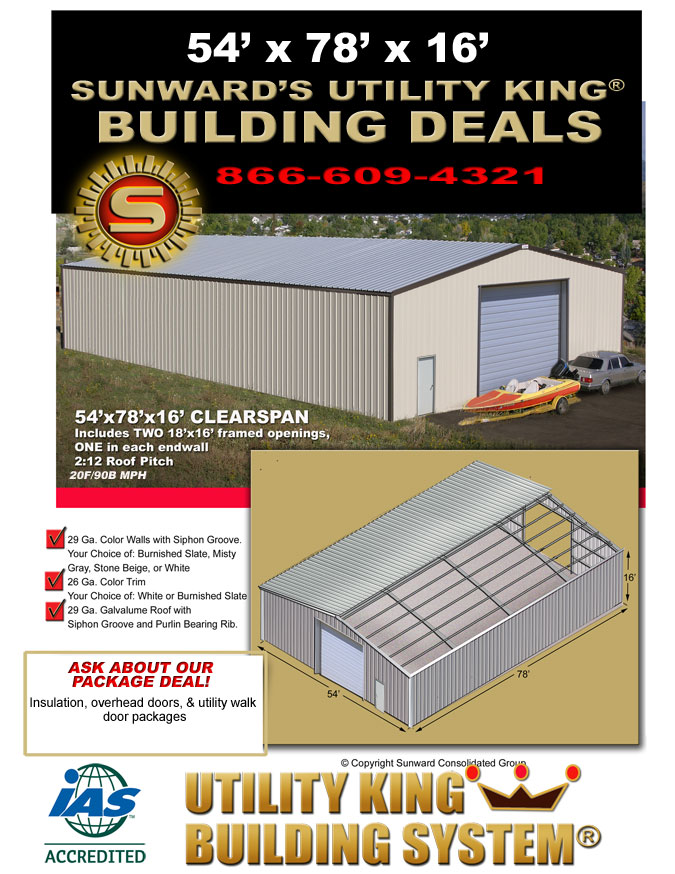 54’ x 78’ x 16’
SUNWARD’S UTILITY KING®
BUILDING DEALS
866-609-4321
S
54’x78’x16’ CLEARSPAN
Includes TWO 18’x16’ framed openings,
ONE in each endwall
2:12 Roof Pitch
20F/90B MPH
29 Ga. Color Walls with Siphon Groove.
Your Choice of: Burnished Slate, Misty
Gray, Stone Beige, or White
26 Ga. Color Trim
Your Choice of: White or Burnished Slate
29 Ga. Galvalume Roof with
Siphon Groove and Purlin Bearing Rib.
16’
78’
54’
ASK ABOUT OUR
PACKAGE DEAL!
Insulation, overhead doors, & utility walk
door packages
© Copyright Sunward Consolidated Group
iAS™
ACCREDITED
UTILITY KING
BUILDING SYSTEM®